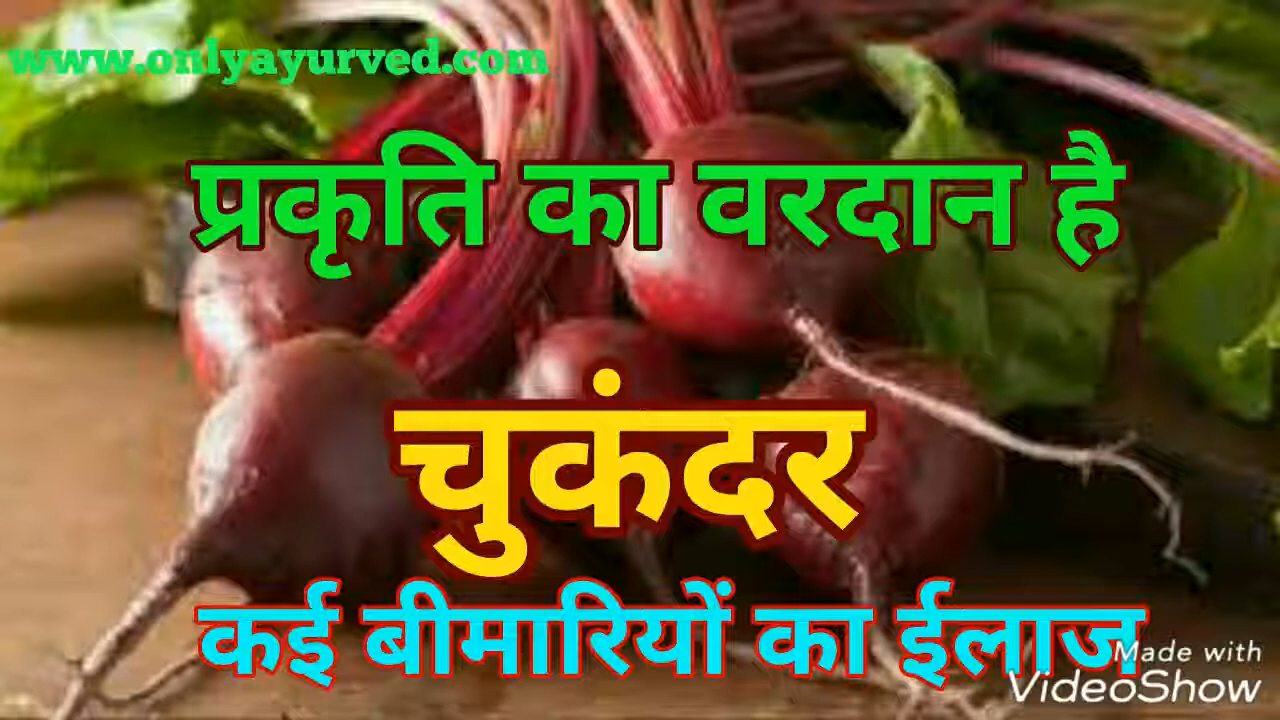 www.onlyayurved.com
प्रकृति का वरदान है
चुकंदर
कई बीमारियों का ईलाज
Made with
VideoShow